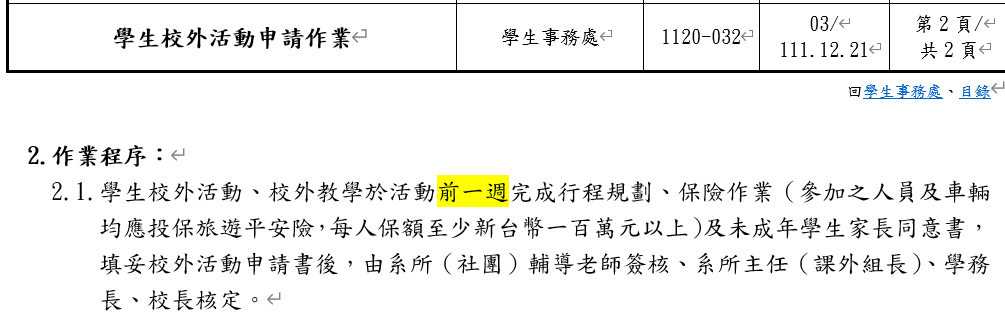 學生校外活動申請作業 學生事務處 1120-032 03/ 第 2 頁/
111.12.21 共 2 頁
回學生事務處、目錄
2.作業程序：
2.1.學生校外活動、校外教學於活動前一週完成行程規劃、保險作業（參加之人員及車輛
均應投保旅遊平安險，每人保額至少新台幣一百萬元以上)及未成年學生家長同意書，
填妥校外活動申請書後，由系所（社團）輔導老師簽核、系所主任（課外組長）、學務
長、校長核定。